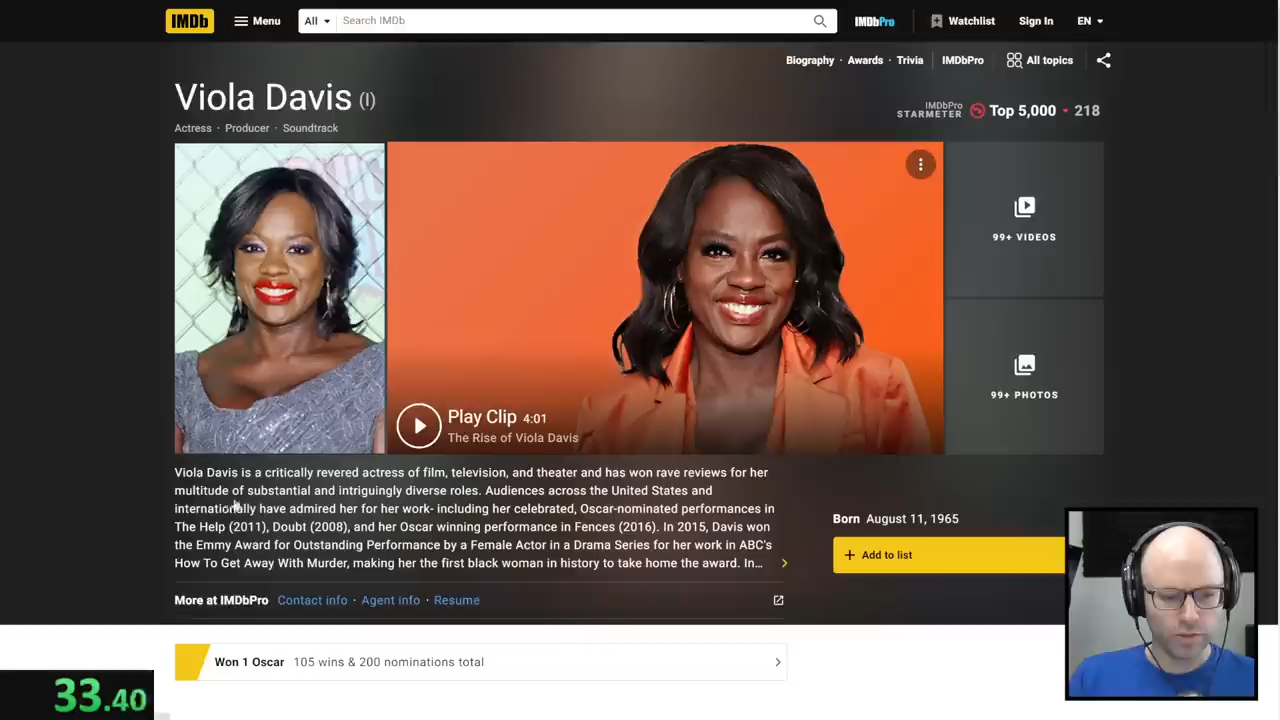 IMDb
Menu
All
Search IMDb
IMDbPro
Watchlist
Sign In
EN
Biography · Awards · Trivia
IMDbPro
All topics
Viola Davis (I)
Actress · Producer · Soundtrack
IMDbPro
STARMETER
Top 5,000
218
99+ VIDEOS
99+ PHOTOS
Play Clip 4:01
The Rise of Viola Davis
Viola Davis is a critically revered actress of film, television, and theater and has won rave reviews for her
multitude of substantial and intriguingly diverse roles. Audiences across the United States and
internationally have admired her for her work- including her celebrated, Oscar-nominated performances in
The Help (2011), Doubt (2008), and her Oscar winning performance in Fences (2016). In 2015, Davis won
the Emmy Award for Outstanding Performance by a Female Actor in a Drama Series for her work in ABC's
How To Get Away With Murder, making her the first black woman in history to take home the award. In...
Born August 11, 1965
+ Add to list
More at IMDbPro Contact info · Agent info · Resume
Won 1 Oscar 105 wins & 200 nominations total
33.40